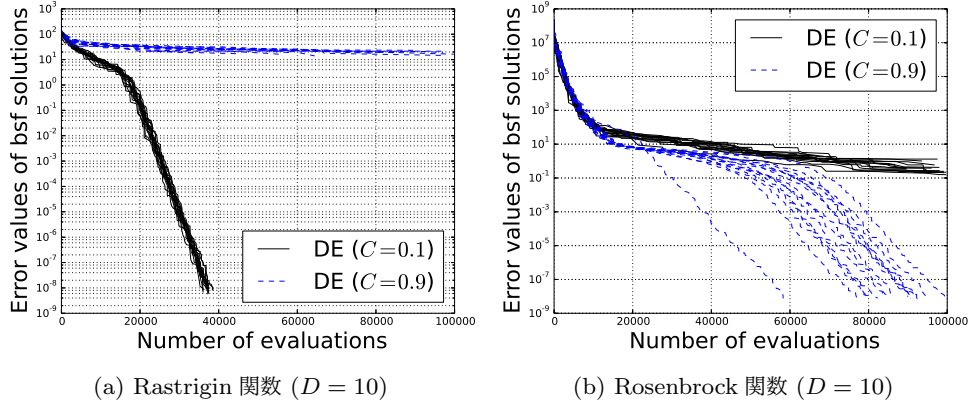 10^3
10^2
10^1
10^0
10^-1
10^-2
10^-3
10^-4
10^-5
10^-6
10^-7
10^-8
10^-9
Error values of bsf solutions
DE (C=0.1)
DE (C=0.9)
0 20000 40000 60000 80000 100000
Number of evaluations
(a) Rastrigin 関数 (D = 10)
10^9
10^7
10^5
10^3
10^1
10^-1
10^-3
10^-5
10^-7
10^-9
Error values of bsf solutions
DE (C=0.1)
DE (C=0.9)
0 20000 40000 60000 80000 100000
Number of evaluations
(b) Rosenbrock 関数 (D = 10)